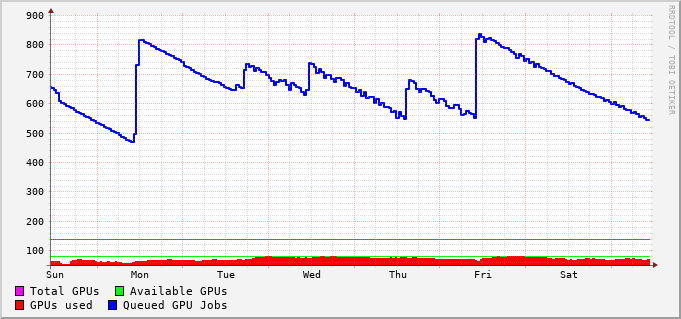 900
800
700
600
500
400
300
200
100
Sun Mon Tue Wed Thu Fri Sat
Total GPUs Available GPUs
GPUs used Queued GPU Jobs
RRDTOOL / TOBI OETIKER